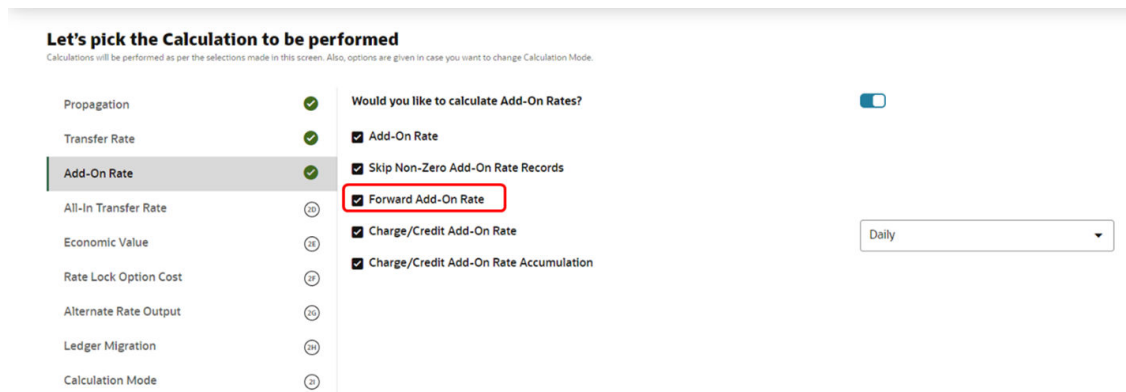 Let's pick the Calculation to be performed
Calculations will be performed as per the selections made in this screen. Also, options are given in case you want to change Calculation Mode.
Propagation
Transfer Rate
Add-On Rate
All-In Transfer Rate
2D
Economic Value
2E
Rate Lock Option Cost
2F
Alternate Rate Output
2G
Ledger Migration
2H
Calculation Mode
2I
Would you like to calculate Add-On Rates?
Add-On Rate
Skip Non-Zero Add-On Rate Records
Forward Add-On Rate
Charge/Credit Add-On Rate
Daily
Charge/Credit Add-On Rate Accumulation